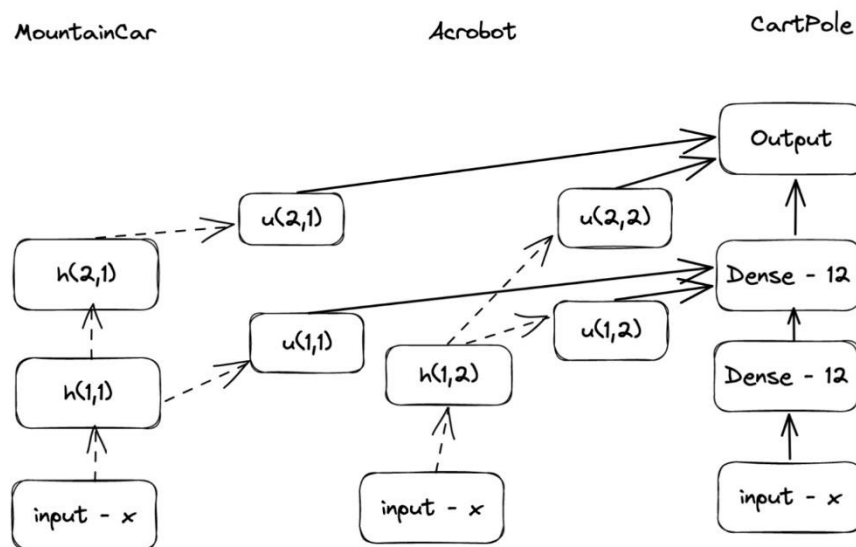 MountainCar
Acrobot
CartPole
Output
u(2,1)
u(2,2)
h(2,1)
Dense - 12
u(1,1)
u(1,2)
h(1,1)
h(1,2)
Dense - 12
input - x
input - x
input - x